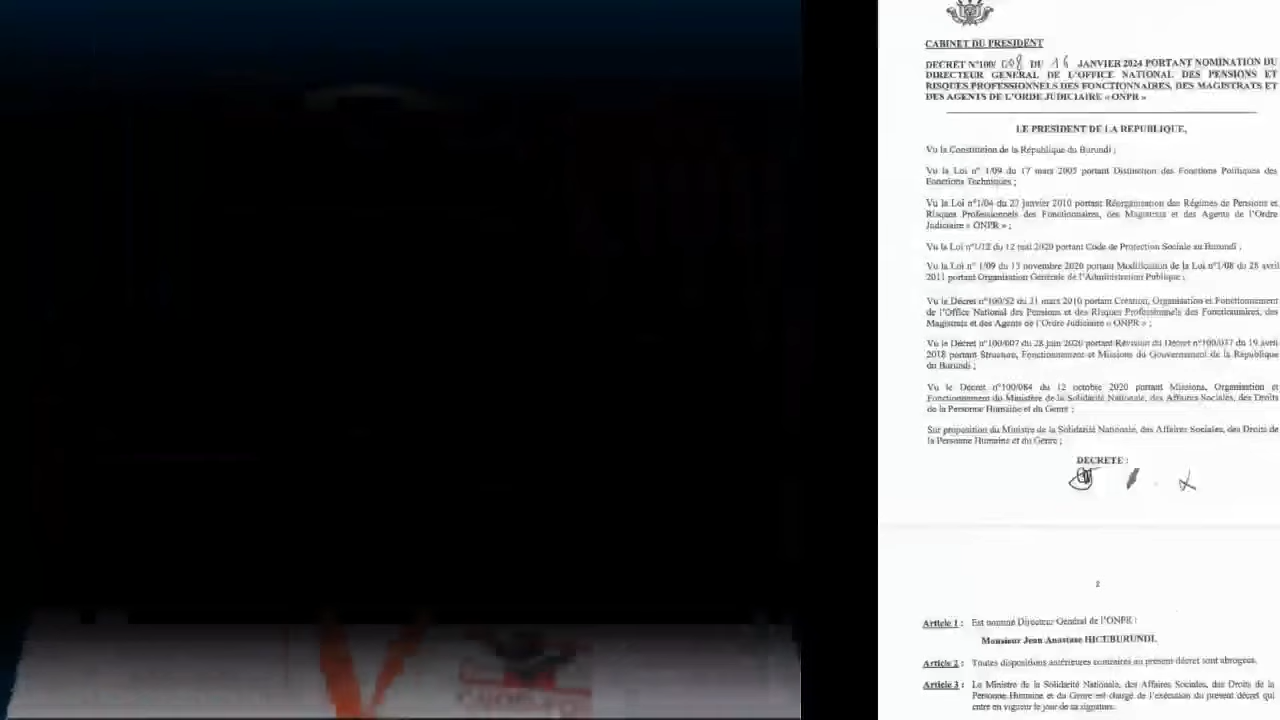 CABINET DU PRESIDENT
DECRET N°100/ 008 DU 16 JANVIER 2024 PORTANT NOMINATION DU
DIRECTEUR GENERAL DE L'OFFICE NATIONAL DES PENSIONS ET
RISQUES PROFESSIONNELS DES FONCTIONNAIRES, DES MAGISTRATS ET
DES AGENTS DE L'ORDE JUDICIAIRE « ONPR »
LE PRESIDENT DE LA REPUBLIQUE,
Vu la Constitution de la République du Burundi ;
Vu la Loi n° 1/09 du 17 mars 2005 portant Distinction des Fonctions Politiques des
Fonctions Techniques ;
Vu la Loi n°1/04 du 20 janvier 2010 portant Réorganisation des Régimes de Pensions et
Risques Professionnels des Fonctionnaires, des Magistrats et des Agents de l'Ordre
Judiciaire « ONPR » ;
Vu la Loi n°1/12 du 12 mai 2020 portant Code de Protection Sociale au Burundi ;
Vu la Loi n° 1/09 du 13 novembre 2020 portant Modification de la Loi n°1/08 du 28 avril
2011 portant Organisation Générale de l'Administration Publique ;
Vu le Décret n°100/52 du 31 mars 2010 portant Création, Organisation et Fonctionnement
de l'Office National des Pensions et des Risques Professionnels des Fonctionnaires, des
Magistrats et des Agents de l'Ordre Judiciaire « ONPR » ;
Vu le Décret n°100/007 du 28 juin 2020 portant Révision du Décret n°100/037 du 19 avril
2018 portant Structure, Fonctionnement et Missions du Gouvernement de la République
du Burundi ;
Vu le Décret n°100/084 du 12 octobre 2020 portant Missions, Organisation et
Fonctionnement du Ministère de la Solidarité Nationale, des Affaires Sociales, des Droits
de la Personne Humaine et du Genre ;
Sur proposition du Ministre de la Solidarité Nationale, des Affaires Sociales, des Droits de
la Personne Humaine et du Genre ;
DECRETE :
2
Article 1 : Est nommé Directeur Général de l'ONPR :
Monsieur Jean Anastase HICEBURUNDI.
Article 2 : Toutes dispositions antérieures contraires au présent décret sont abrogées.
Article 3 : Le Ministre de la Solidarité Nationale, des Affaires Sociales, des Droits de la
Personne Humaine et du Genre est chargé de l'exécution du présent décret qui
entre en vigueur le jour de sa signature.